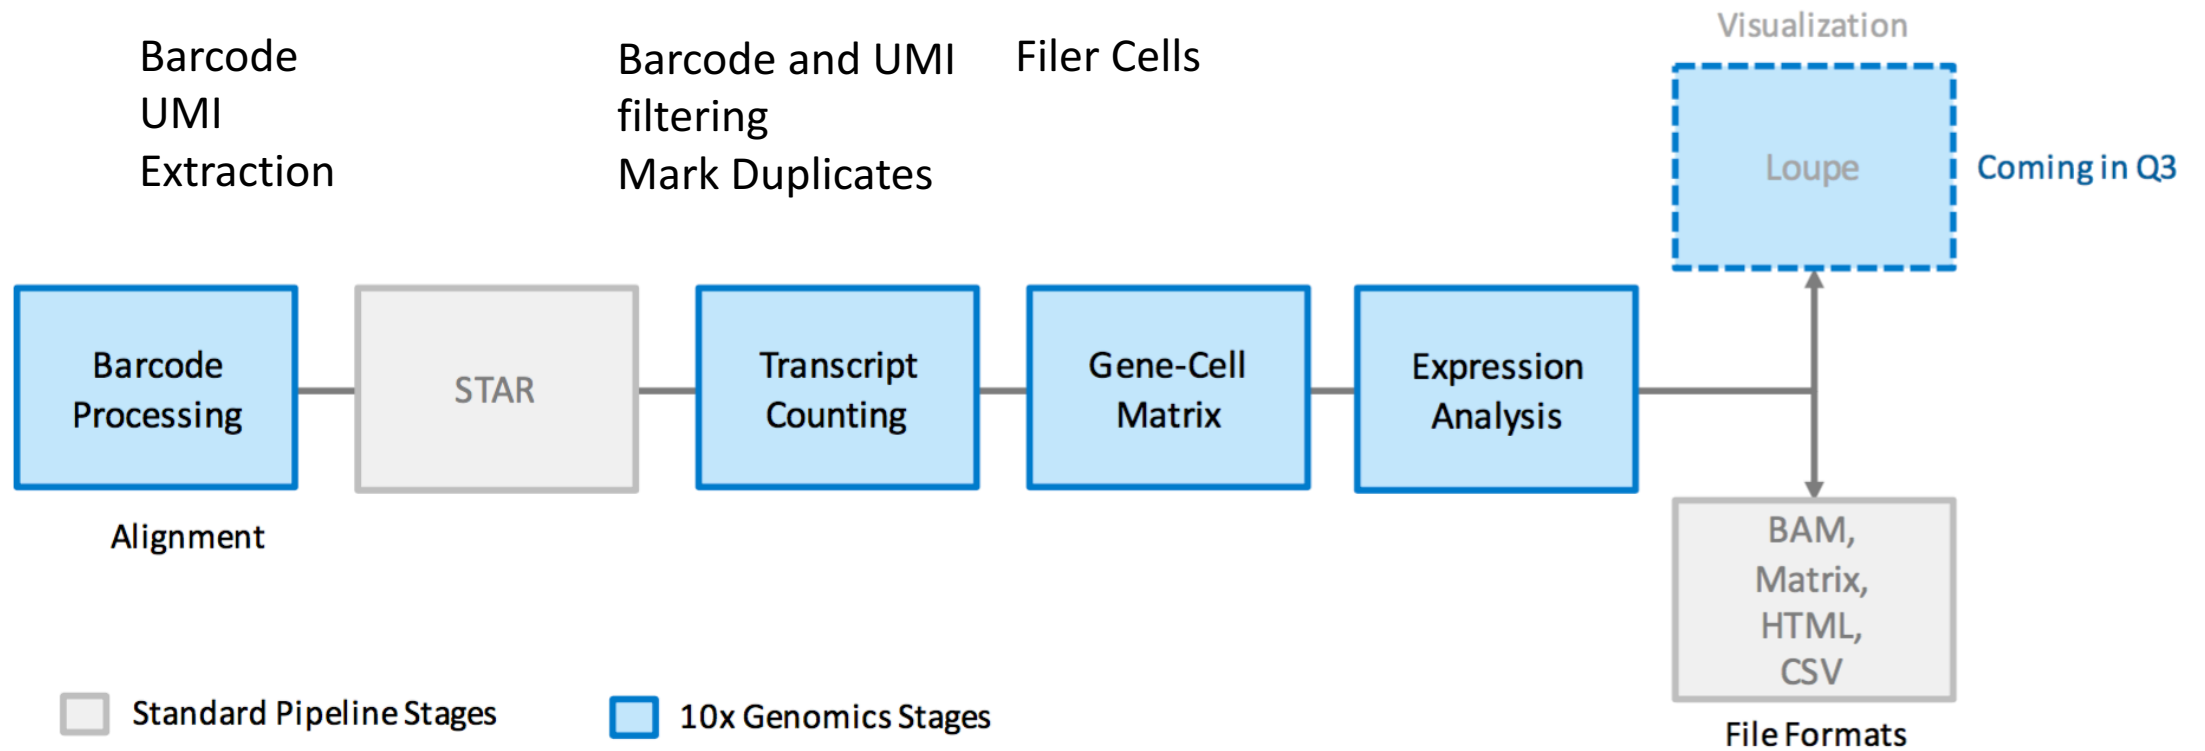 Barcode
UMI
Extraction
Barcode and UMI
filtering
Mark Duplicates
Filer Cells
Visualization
Loupe
Coming in Q3
Barcode
Processing
STAR
Transcript
Counting
Gene-Cell
Matrix
Expression
Analysis
Alignment
BAM,
Matrix,
HTML,
CSV
File Formats
Standard Pipeline Stages
10x Genomics Stages